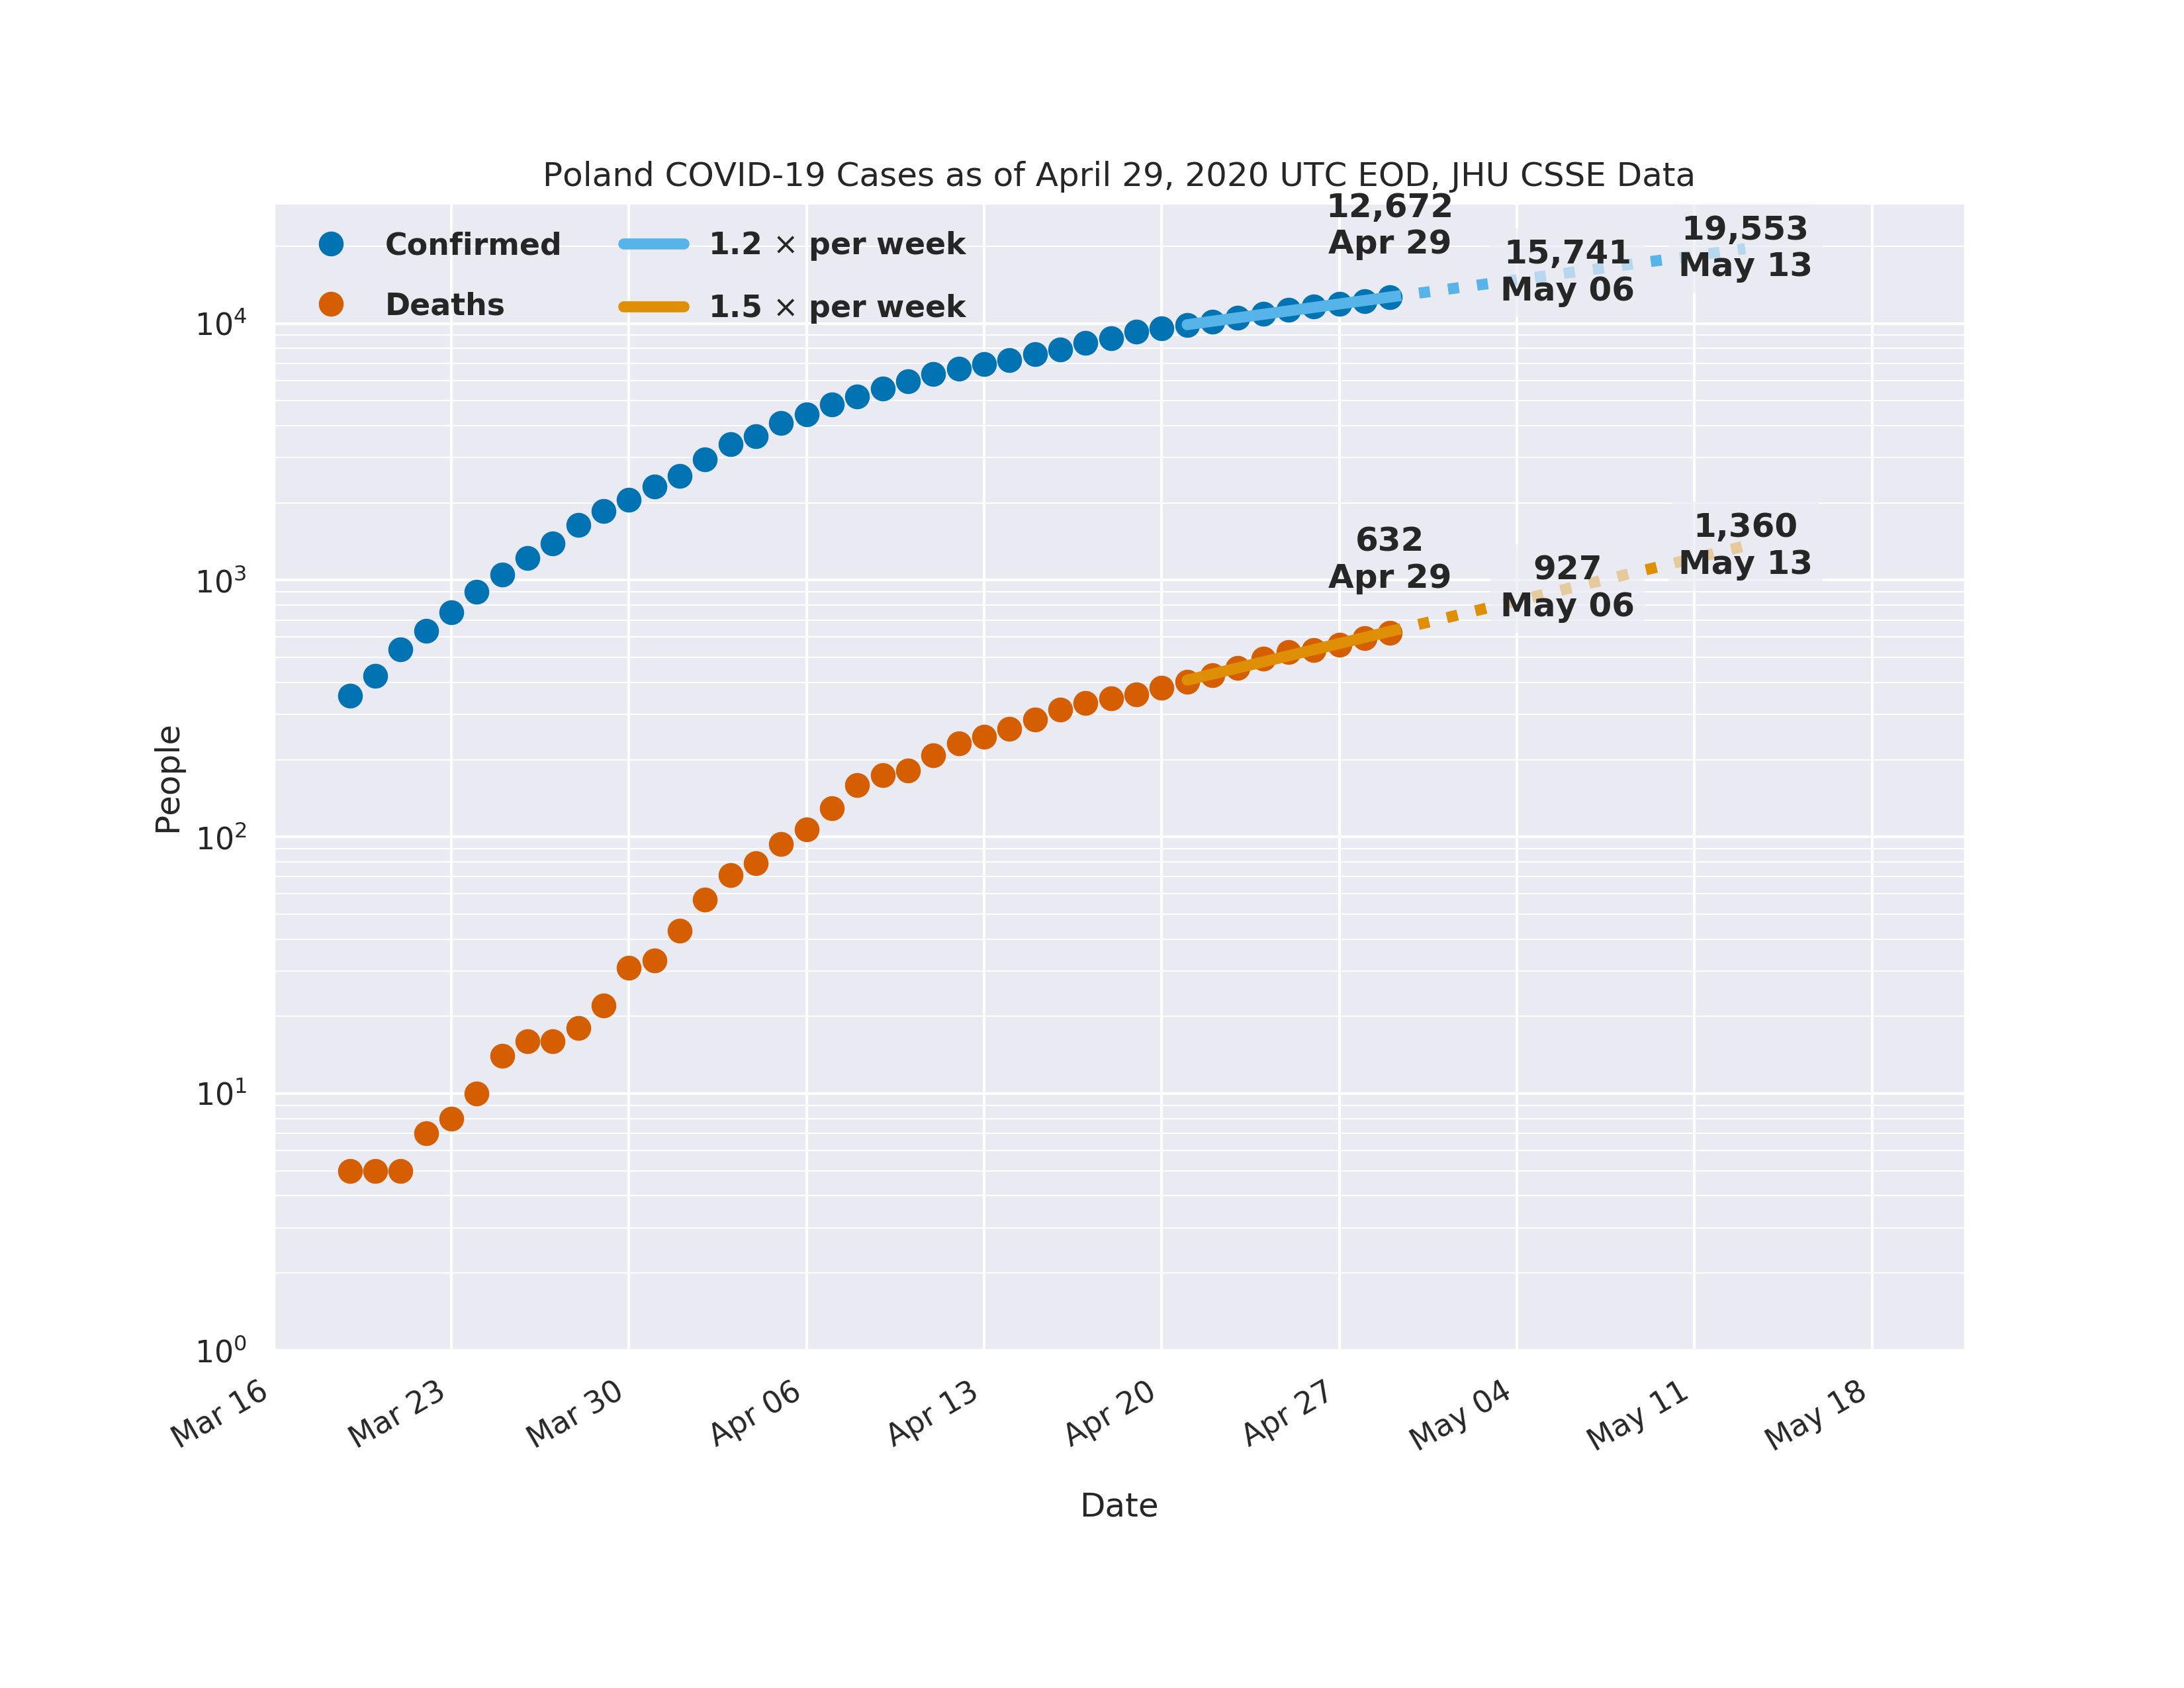 Poland COVID-19 Cases as of April 29, 2020 UTC EOD, JHU CSSE Data
Confirmed
Deaths
1.2 × per week
1.5 × per week
12,672
Apr 29
15,741
May 06
19,553
May 13
632
Apr 29
927
May 06
1,360
May 13
People
10⁴
10³
10²
10¹
10⁰
Mar 16
Mar 23
Mar 30
Apr 06
Apr 13
Apr 20
Apr 27
May 04
May 11
May 18
Date